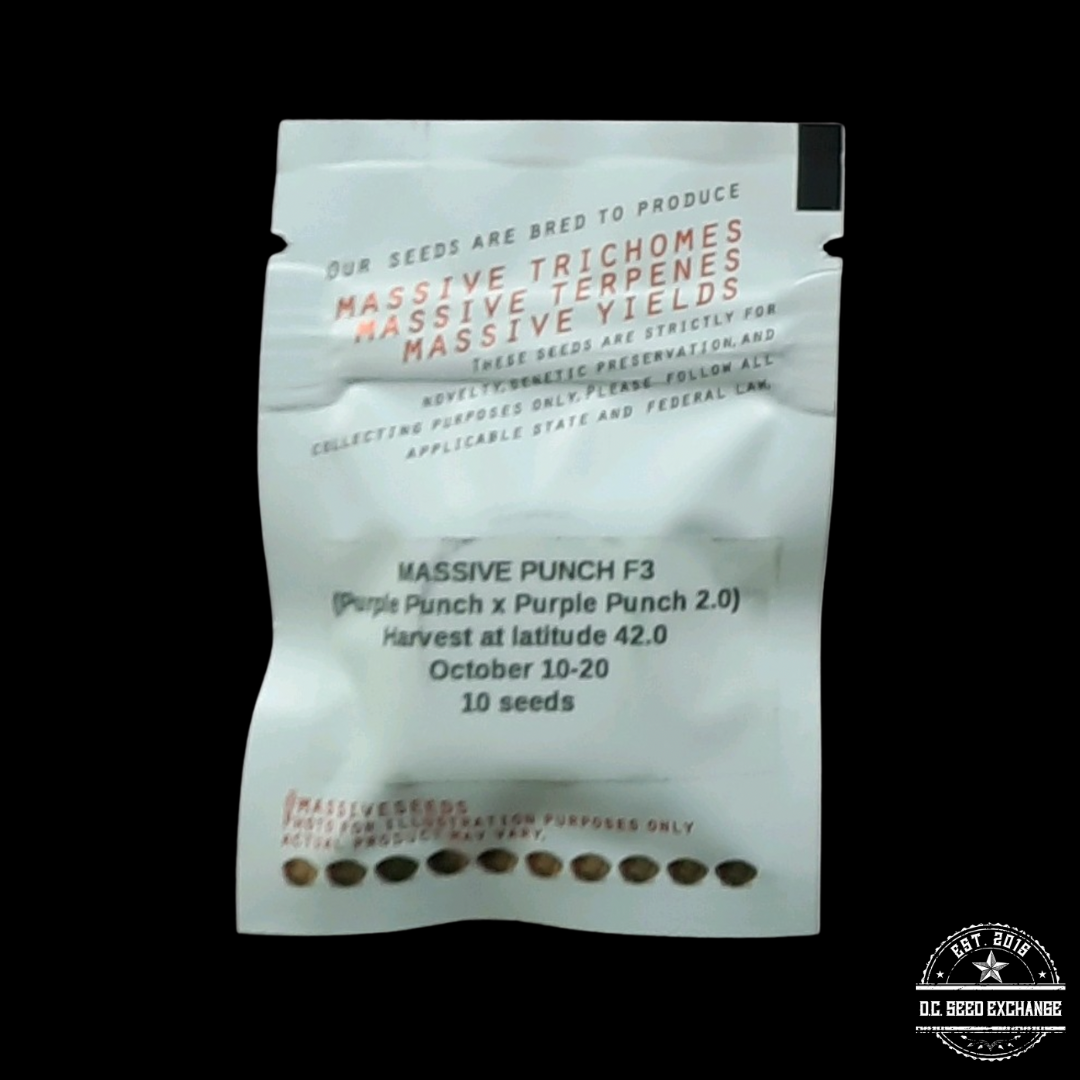 OUR SEEDS ARE BRED TO PRODUCE
MASSIVE TRICHOMES
MASSIVE TERPENES
MASSIVE YIELDS
THESE SEEDS ARE STRICTLY FOR
NOVELTY, GENETIC PRESERVATION, AND
COLLECTING PURPOSES ONLY. PLEASE FOLLOW ALL
APPLICABLE STATE AND FEDERAL LAW.
MASSIVE PUNCH F3
(Purple Punch x Purple Punch 2.0)
Harvest at latitude 42.0
October 10-20
10 seeds
@MASSIVESEEDS
PHOTO FOR ILLUSTRATION PURPOSES ONLY
ACTUAL PRODUCT MAY VARY.
EST. 2018
D.C. SEED EXCHANGE